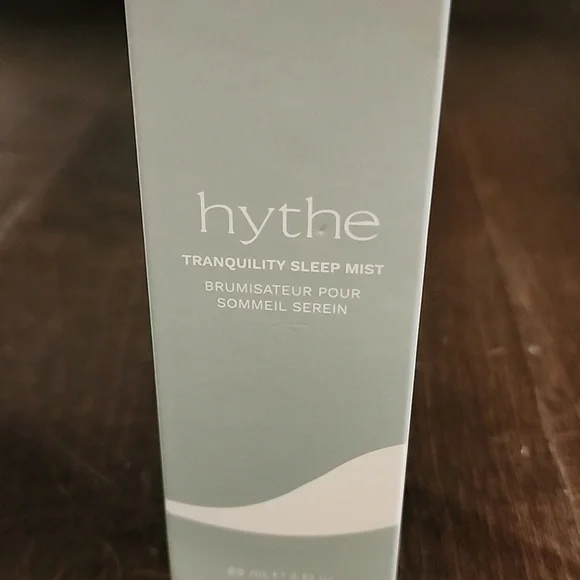 hythe
TRANQUILITY SLEEP MIST
BRUMISATEUR POUR
SOMMEIL SEREIN